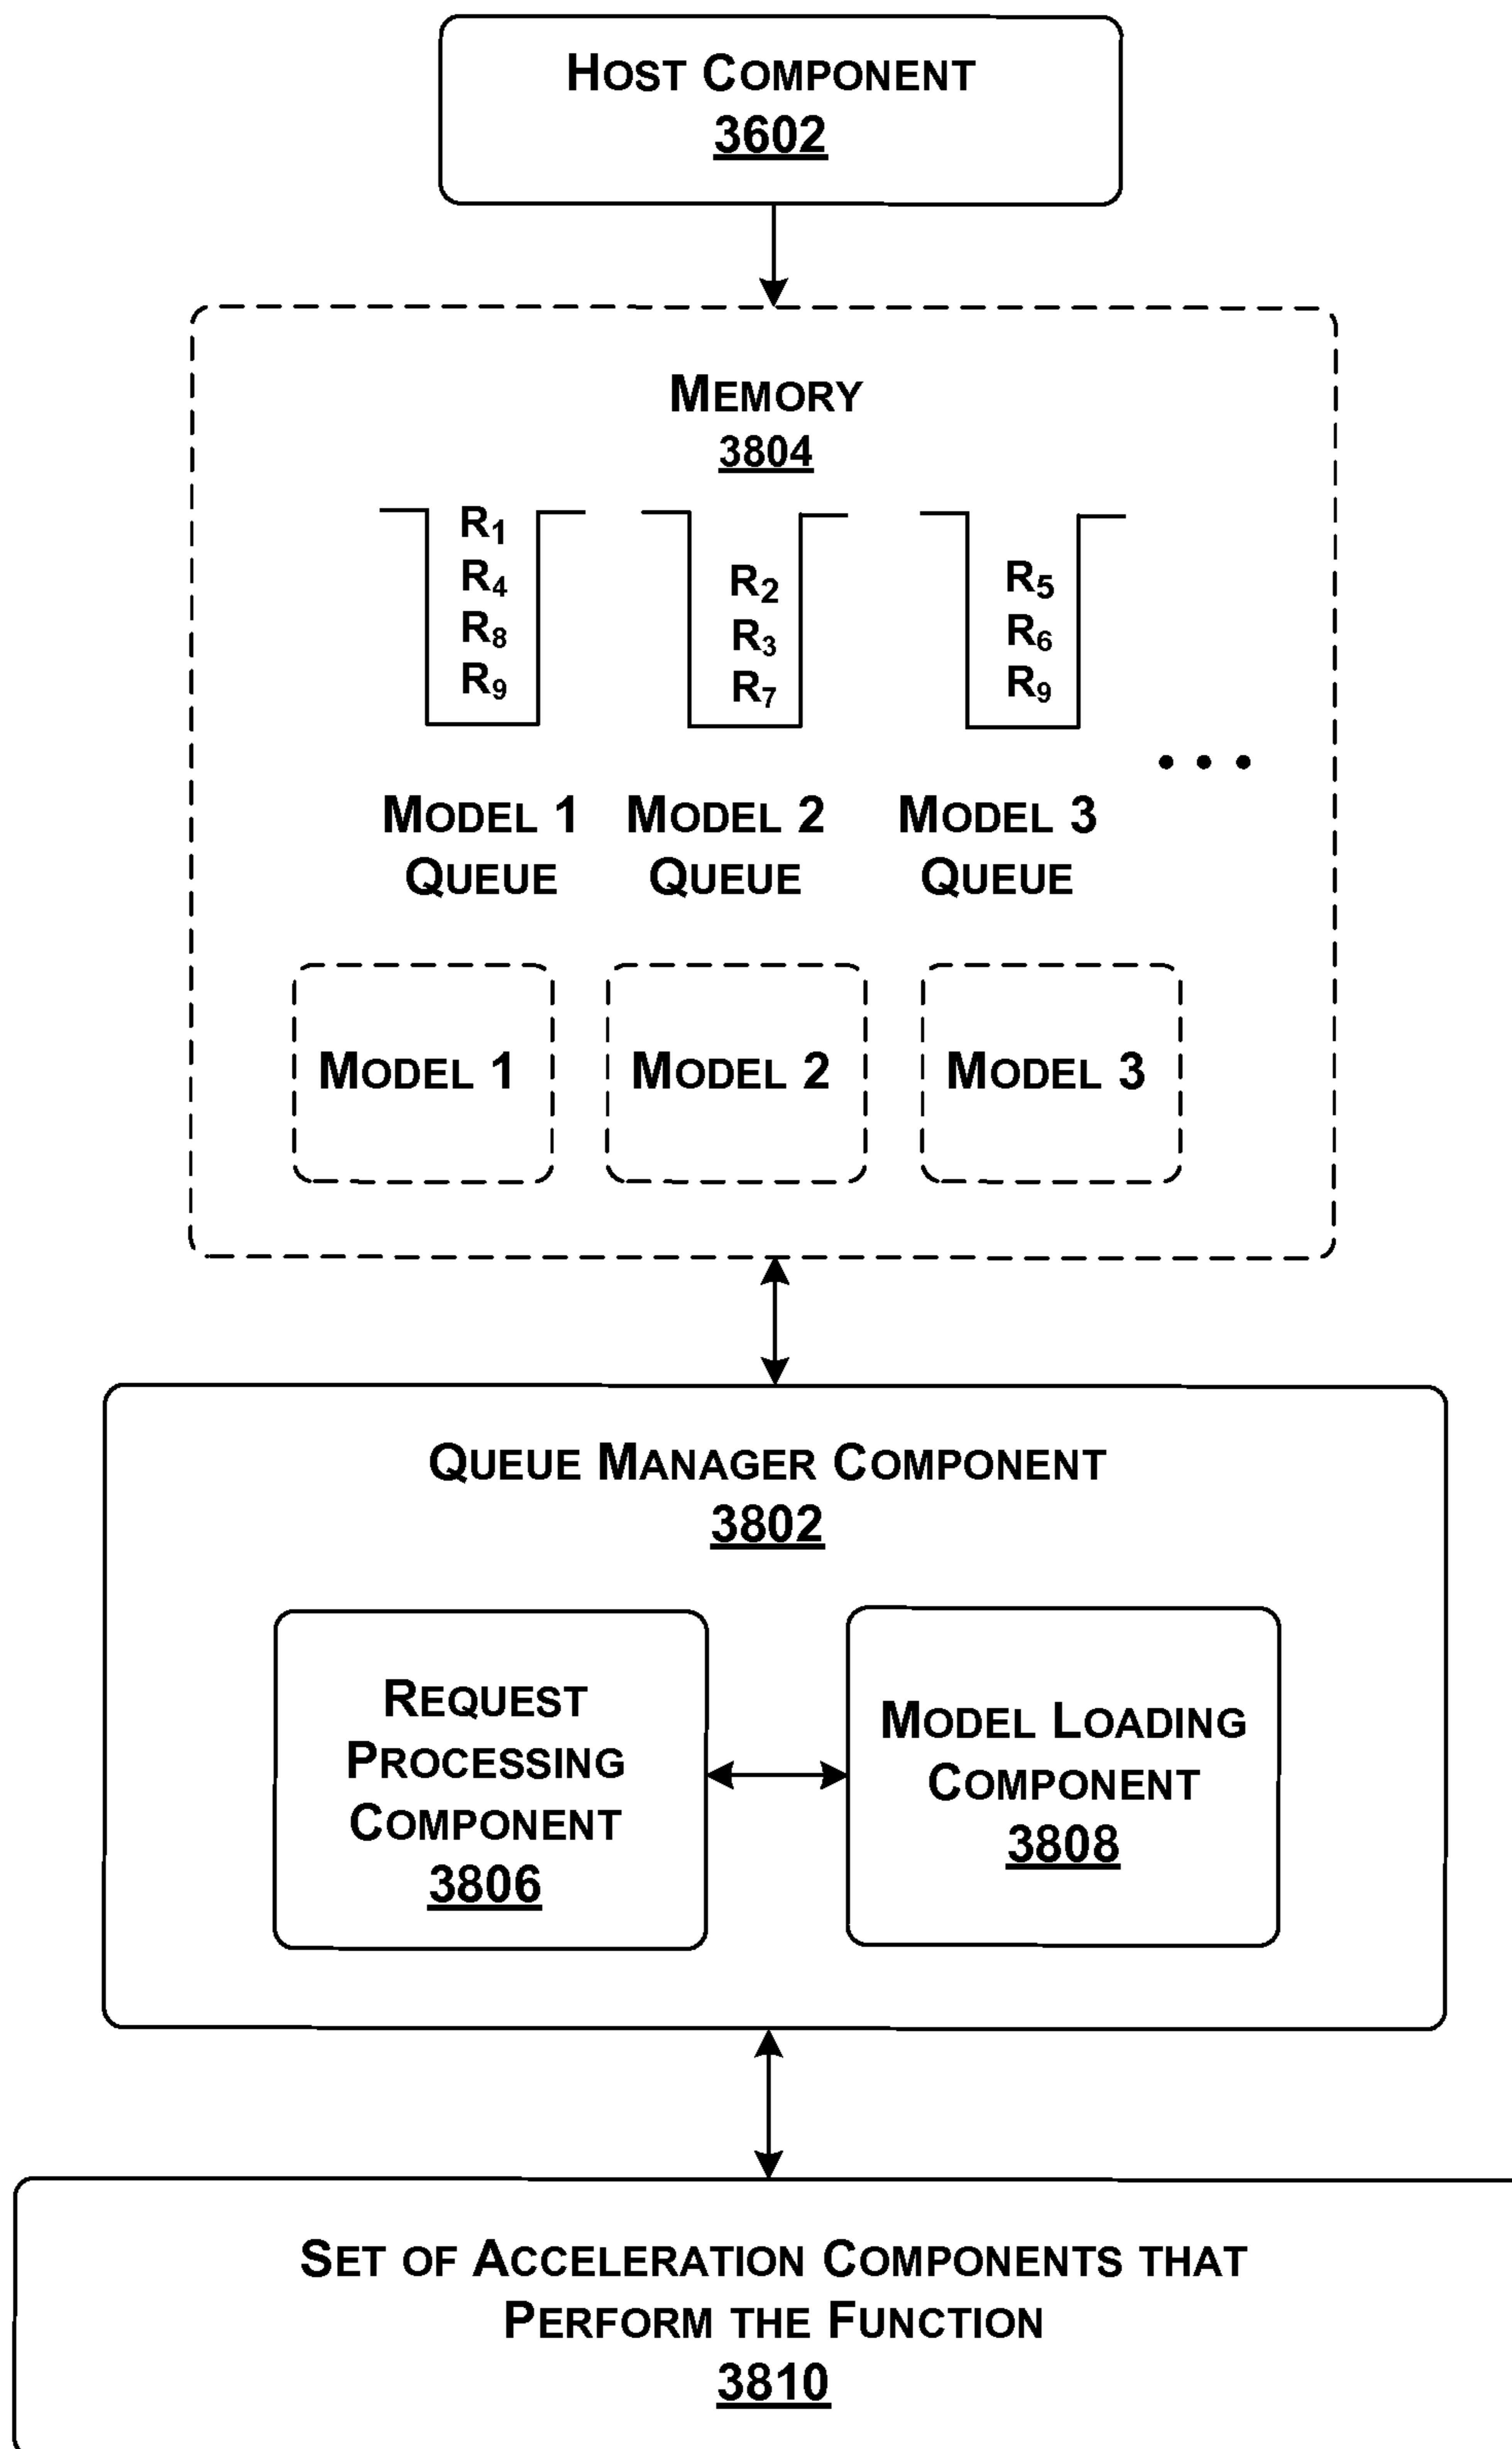 HOST COMPONENT
3602
MEMORY
3804
R1
R4
R8
R9
R2
R3
R7
R5
R6
R9
MODEL 1
QUEUE
MODEL 2
QUEUE
MODEL 3
QUEUE
MODEL 1
MODEL 2
MODEL 3
QUEUE MANAGER COMPONENT
3802
REQUEST
PROCESSING
COMPONENT
3806
MODEL LOADING
COMPONENT
3808
SET OF ACCELERATION COMPONENTS THAT
PERFORM THE FUNCTION
3810